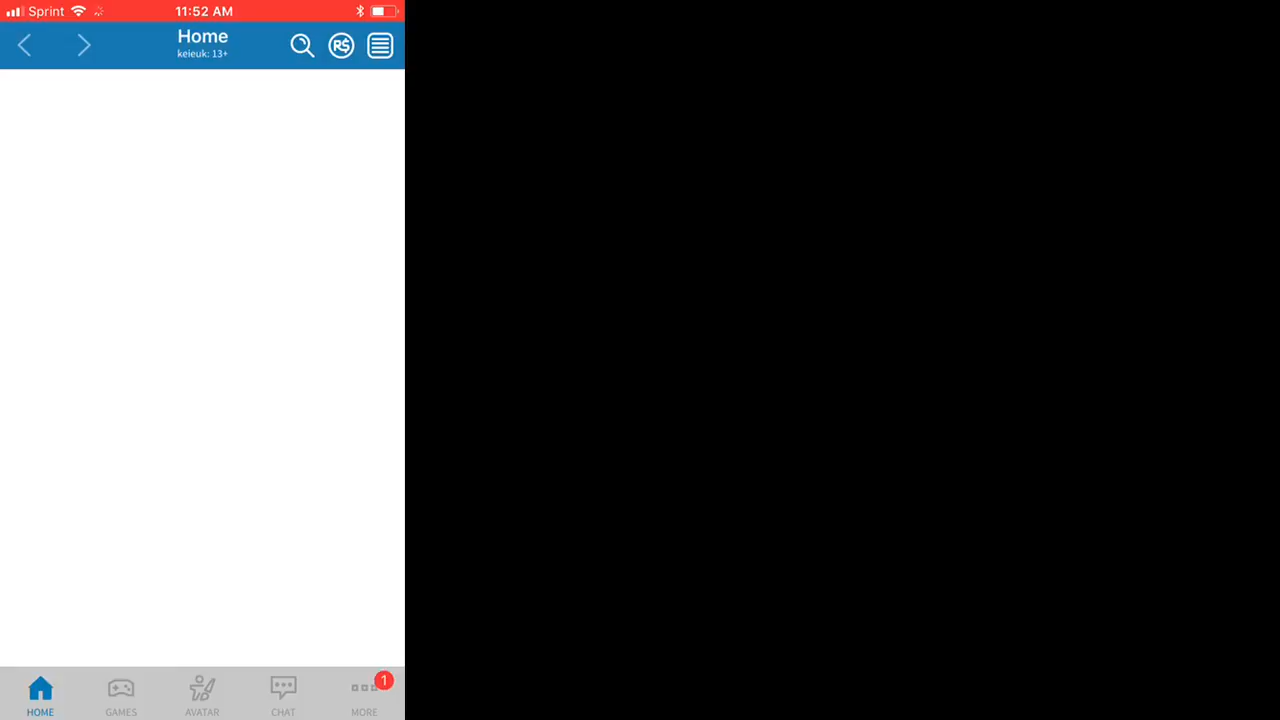 Sprint 11:52 AM
Home
keieuk: 13+
R$
1
HOME GAMES AVATAR CHAT MORE